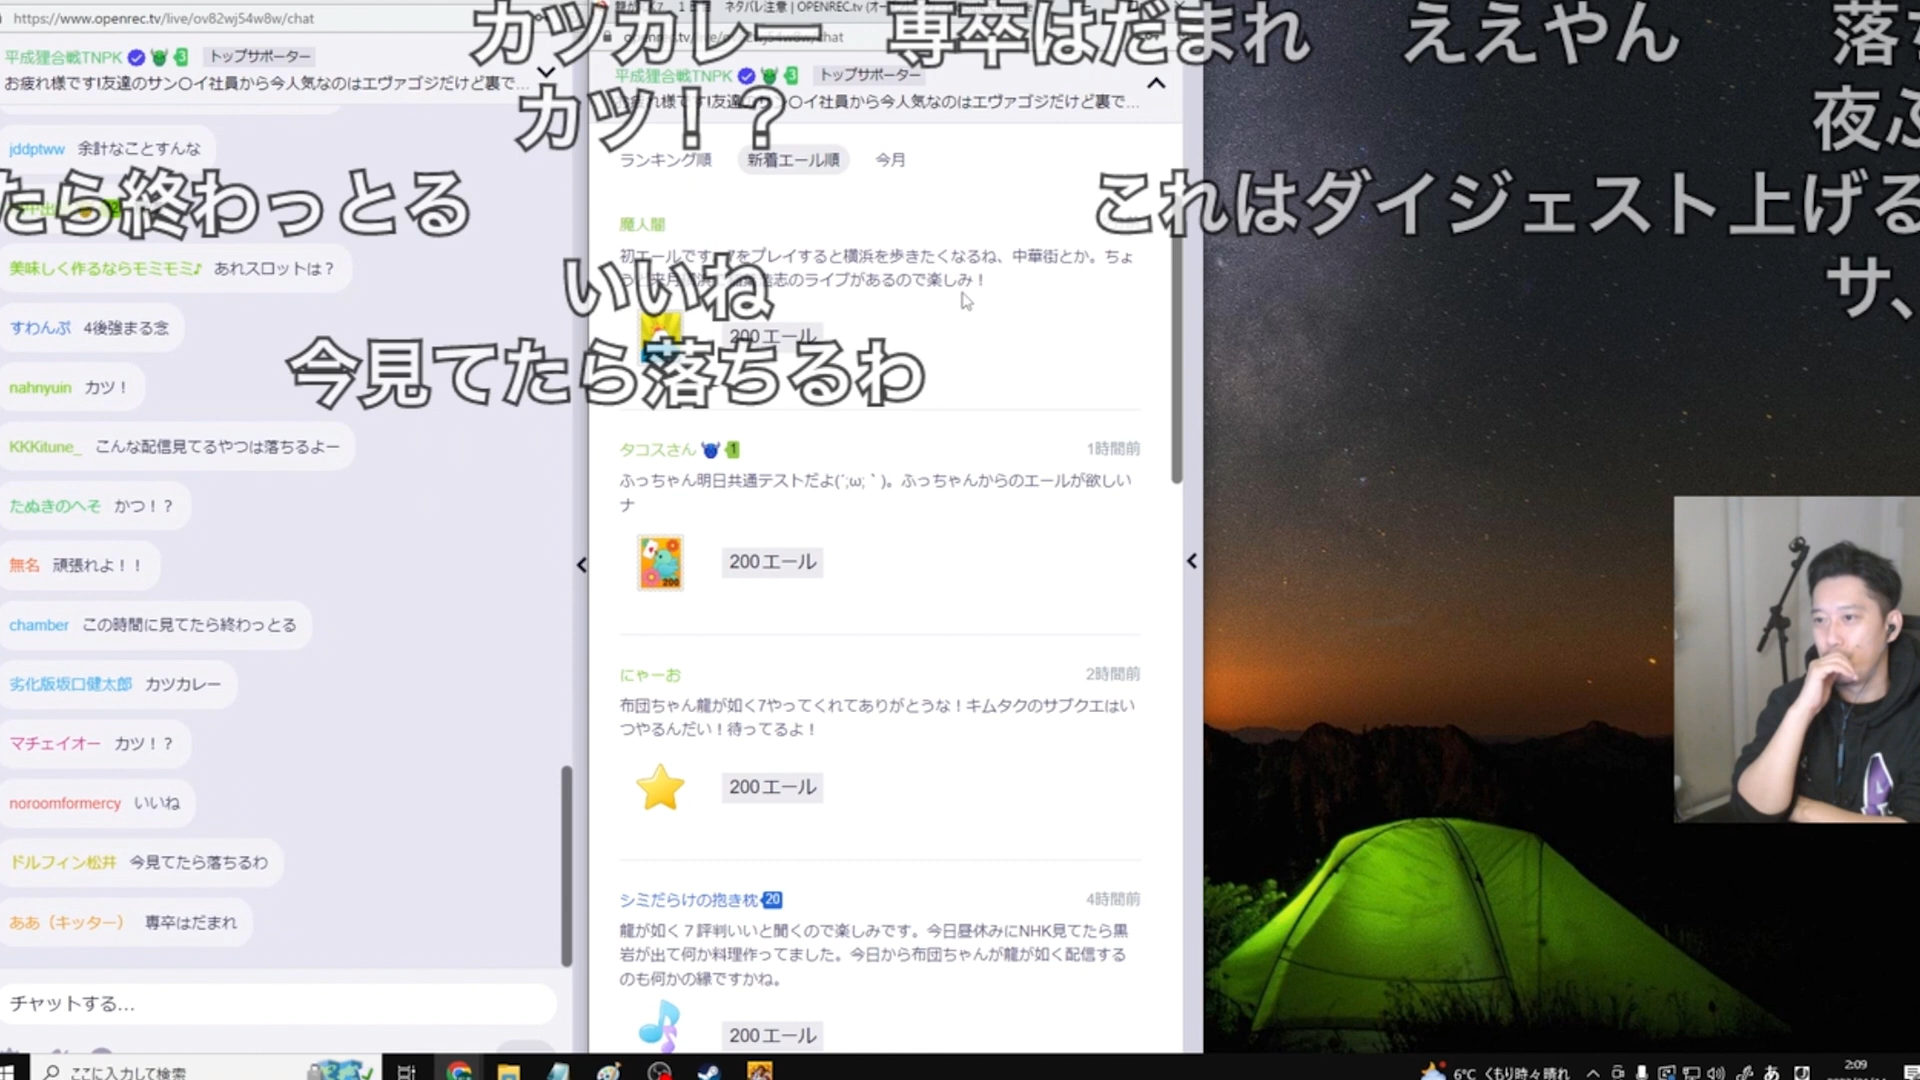 https://www.openrec.tv/live/ov82wj54w8w/chat
平成狸合戦TNPK 3 トップサポーター
お疲れ様です!友達のサン〇イ社員から今人気なのはエヴァゴジだけど裏で...
jddptww 余計なことすんな
美味しく作るならモミモミ♪ あれスロットは？
すわんぷ 4後強まる念
nahnyuin カツ！
KKKitune_ こんな配信見てるやつは落ちるよー
たぬきのへそ かつ！？
無名 頑張れよ！！
chamber この時間に見てたら終わっとる
劣化版坂口健太郎 カツカレー
マチェイオー カツ！？
noroomformercy いいね
ドルフィン松井 今見てたら落ちるわ
ああ（キッター） 専卒はだまれ
チャットする...
平成狸合戦TNPK 3 トップサポーター
ランキング順 新着エール順 今月
魔人閣
200エール
タコスさん 1 1時間前
ふっちゃん明日共通テストだよ(´;ω;｀)。ふっちゃんからのエールが欲しい
ナ
200
200エール
にゃーお 2時間前
布団ちゃん龍が如く7やってくれてありがとうな！キムタクのサブクエはい
つやるんだい！待ってるよ！
200エール
シミだらけの抱き枕 20 4時間前
龍が如く７評判いいと聞くので楽しみです。今日昼休みにNHK見てたら黒
岩が出て何か料理作ってました。今日から布団ちゃんが龍が如く配信する
のも何かの縁ですかね。
200エール
カツカレー
専卒はだまれ
ええやん
落ち
カツ！？
夜ふ
たら終わっとる
これはダイジェスト上げる
いいね
サ、
今見てたら落ちるわ
ここに入力して検索
6°C くもり時々晴れ
あ
2:09